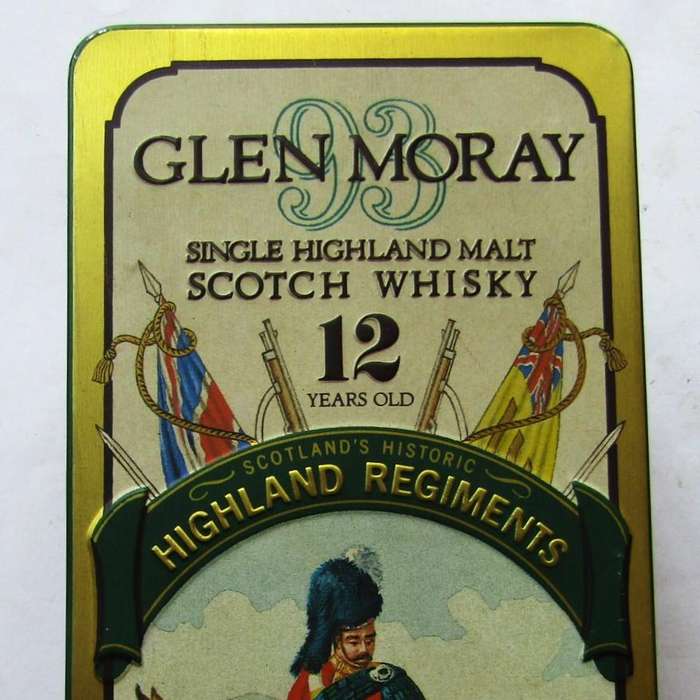 93
GLEN MORAY
SINGLE HIGHLAND MALT
SCOTCH WHISKY
12
YEARS OLD
SCOTLAND'S HISTORIC
HIGHLAND REGIMENTS